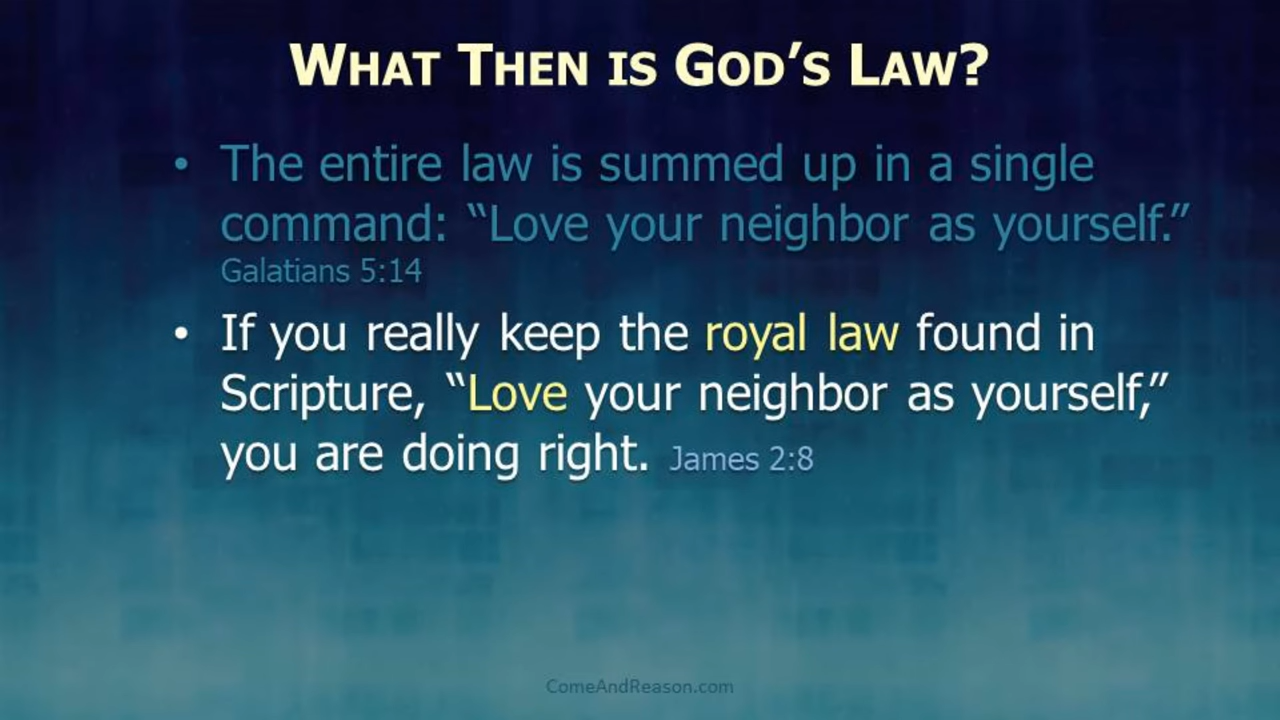 What Then is God’s Law?
• The entire law is summed up in a single
command: “Love your neighbor as yourself.”
Galatians 5:14
• If you really keep the royal law found in
Scripture, “Love your neighbor as yourself,”
you are doing right. James 2:8
ComeAndReason.com